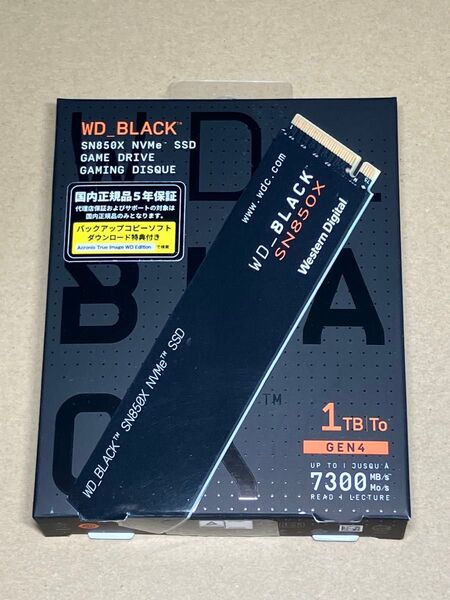 WD_BLACK™
SN850X NVMe™ SSD
GAME DRIVE
GAMING DISQUE
国内正規品5年保証
代理店保証およびサポートの対象は
国内正規品のみとなります。
バックアップコピーソフト
ダウンロード特典付き
Acronis True Image WD Edition で検索
www.wdc.com
WD_BLACK
SN850X
Western Digital
WD_BLACK™ SN850X NVMe™ SSD
™
1TB|To
GEN4
UP TO | JUSQU'À
7300 MB/s
Mo/s
READ | LECTURE